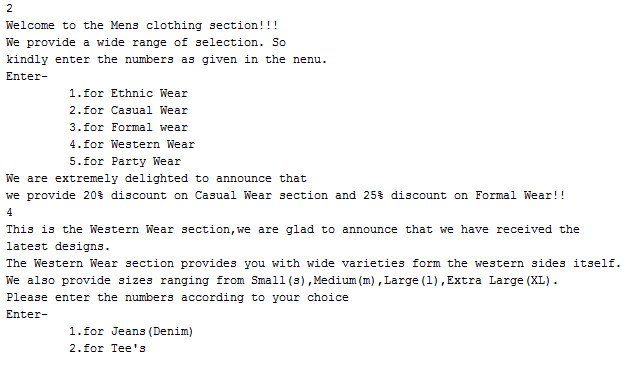 2
Welcome to the Mens clothing section!!!
We provide a wide range of selection. So
kindly enter the numbers as given in the nenu.
Enter-
1.for Ethnic Wear
2.for Casual Wear
3.for Formal wear
4.for Western Wear
5.for Party Wear
We are extremely delighted to announce that
we provide 20% discount on Casual Wear section and 25% discount on Formal Wear!!
4
This is the Western Wear section,we are glad to announce that we have received the
latest designs.
The Western Wear section provides you with wide varieties form the western sides itself.
We also provide sizes ranging from Small(s),Medium(m),Large(l),Extra Large(XL).
Please enter the numbers according to your choice
Enter-
1.for Jeans(Denim)
2.for Tee's